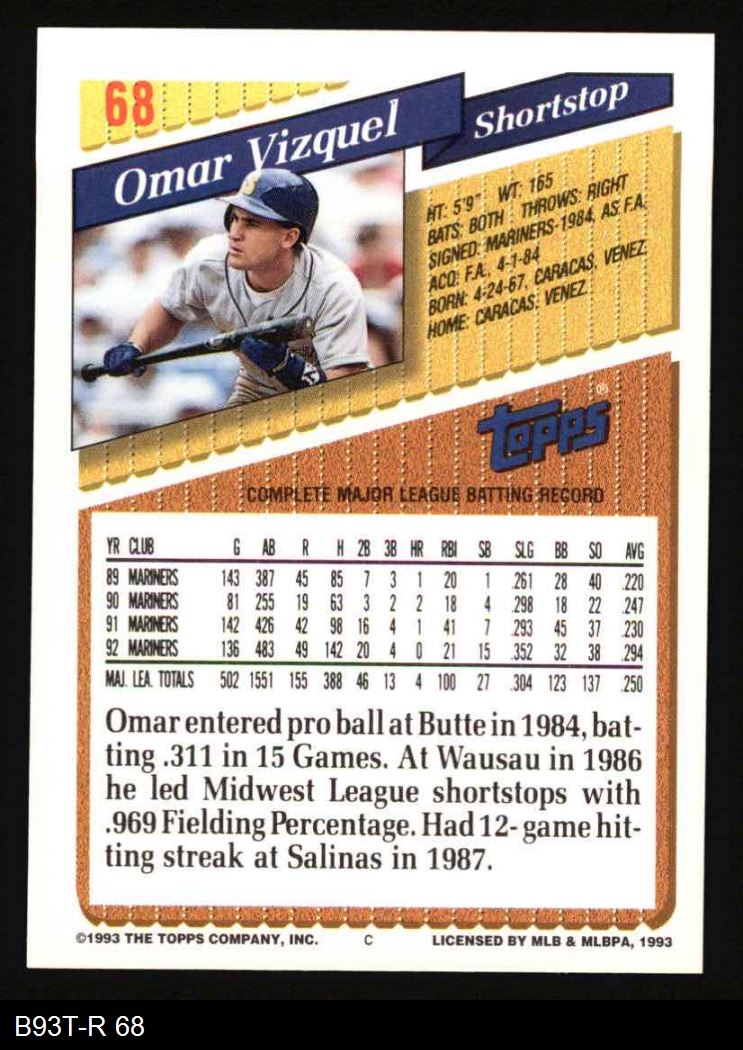 68
Omar Vizquel
Shortstop
HT: 5'9" WT: 165
BATS: BOTH THROWS: RIGHT
SIGNED: MARINERS-1984, AS F.A.
ACQ: F.A., 4-1-84
BORN: 4-24-67, CARACAS, VENEZ.
HOME: CARACAS, VENEZ.
Topps®
COMPLETE MAJOR LEAGUE BATTING RECORD
YR CLUB G AB R H 2B 3B HR RBI SB SLG BB SO AVG
89 MARINERS 143 387 45 85 7 3 1 20 1 .261 28 40 .220
90 MARINERS 81 255 19 63 3 2 2 18 4 .298 18 22 .247
91 MARINERS 142 426 42 98 16 4 1 41 7 .293 45 37 .230
92 MARINERS 136 483 49 142 20 4 0 21 15 .352 32 38 .294
MAJ. LEA. TOTALS 502 1551 155 388 46 13 4 100 27 .304 123 137 .250
Omar entered pro ball at Butte in 1984, bat-
ting .311 in 15 Games. At Wausau in 1986
he led Midwest League shortstops with
.969 Fielding Percentage. Had 12-game hit-
ting streak at Salinas in 1987.
©1993 THE TOPPS COMPANY, INC. C LICENSED BY MLB & MLBPA, 1993
B93T-R 68